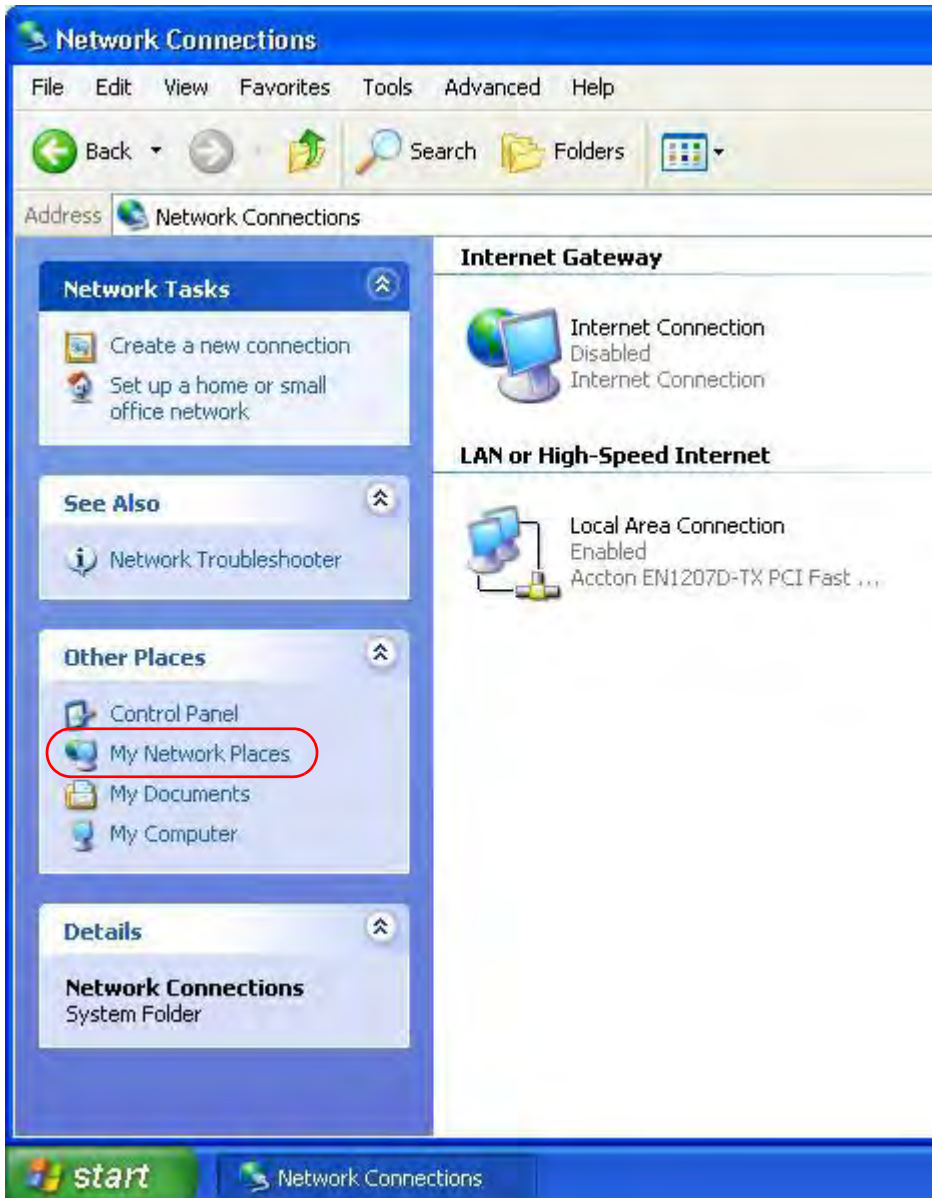 Network Connections
File Edit View Favorites Tools Advanced Help
Back Search Folders
Address Network Connections
Network Tasks
Create a new connection
Set up a home or small
office network
See Also
Network Troubleshooter
Other Places
Control Panel
My Network Places
My Documents
My Computer
Details
Network Connections
System Folder
Internet Gateway
Internet Connection
Disabled
Internet Connection
LAN or High-Speed Internet
Local Area Connection
Enabled
Accton EN1207D-TX PCI Fast ...
start Network Connections